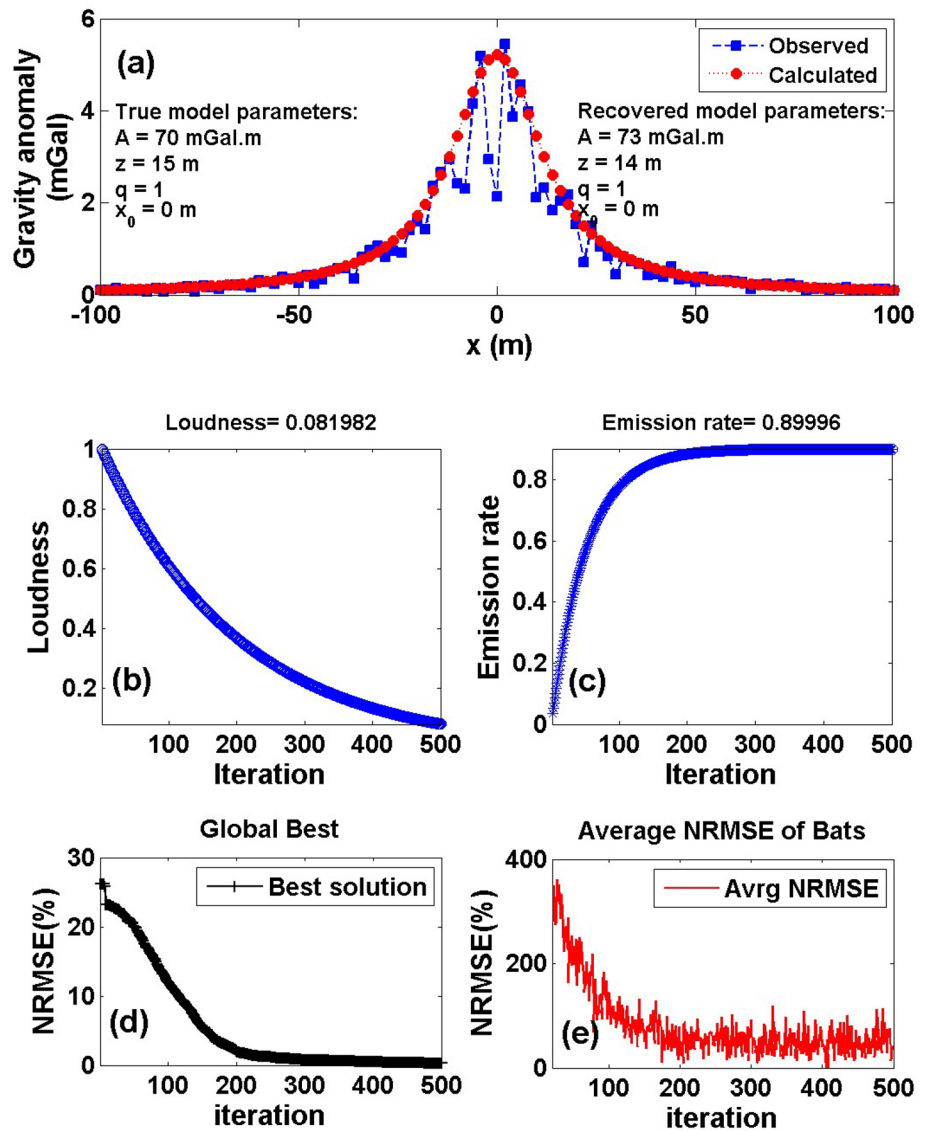 (a)
Observed
Calculated
True model parameters:
A = 70 mGal.m
z = 15 m
q = 1
x0 = 0 m
Recovered model parameters:
A = 73 mGal.m
z = 14 m
q = 1
x0 = 0 m
Gravity anomaly
(mGal)
6
4
2
0
-100 -50 0 50 100
x (m)
Loudness= 0.081982
Loudness
1
0.8
0.6
0.4
0.2
(b)
100 200 300 400 500
Iteration
Emission rate= 0.89996
Emission rate
0.8
0.6
0.4
0.2
0
(c)
100 200 300 400 500
Iteration
Global Best
NRMSE(%)
30
20
10
0
Best solution
(d)
100 200 300 400 500
iteration
Average NRMSE of Bats
NRMSE(%)
400
200
0
Avrg NRMSE
(e)
100 200 300 400 500
iteration